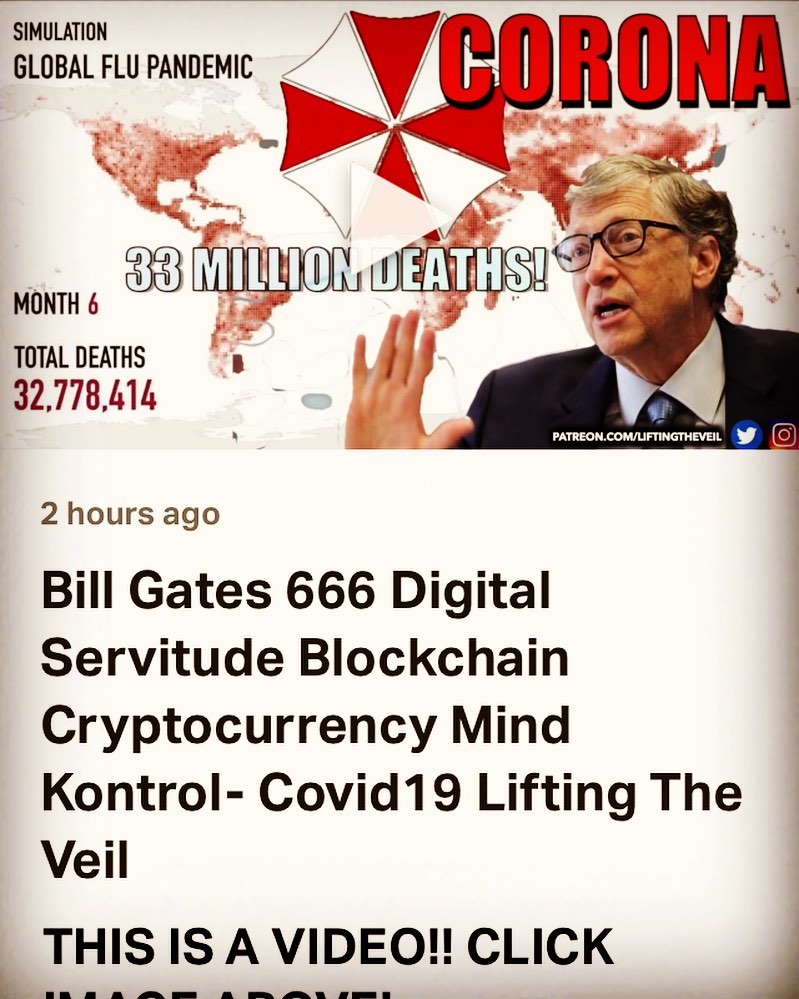 SIMULATION
GLOBAL FLU PANDEMIC
CORONA
33 MILLION DEATHS!
MONTH 6
TOTAL DEATHS
32,778,414
PATREON.COM/LIFTINGTHEVEIL
2 hours ago
Bill Gates 666 Digital
Servitude Blockchain
Cryptocurrency Mind
Kontrol- Covid19 Lifting The
Veil
THIS IS A VIDEO!! CLICK
IMAGE ABOVE!